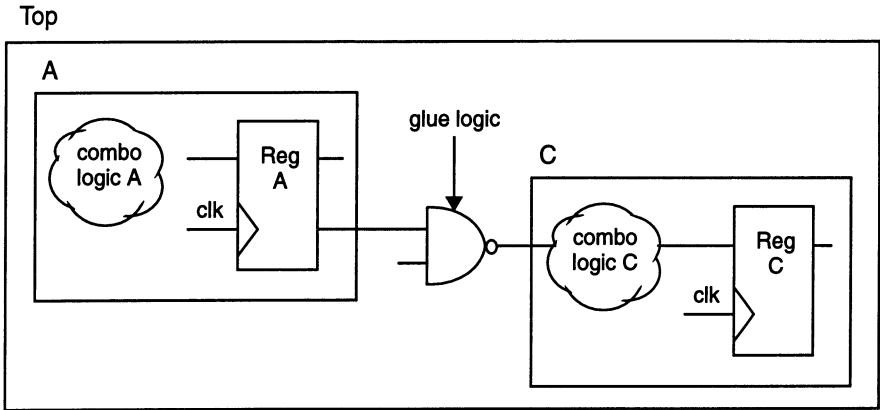 Top
A
combo
logic A
Reg
A
clk
glue logic
C
combo
logic C
Reg
C
clk